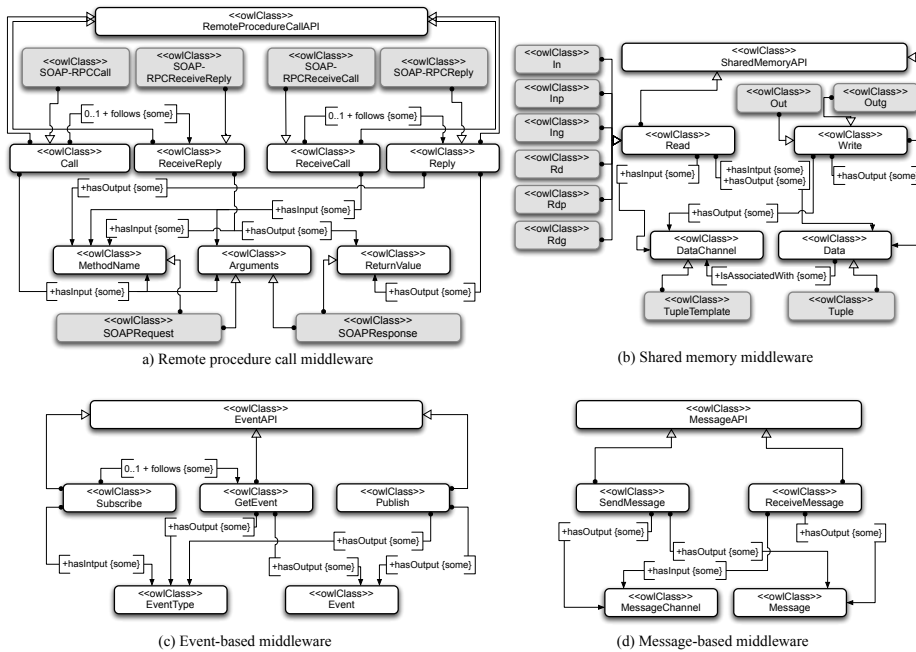 <<owlClass>>
RemoteProcedureCallAPI
<<owlClass>>
SOAP-RPCCall
<<owlClass>>
SOAP-
RPCReceiveReply
<<owlClass>>
SOAP-
RPCReceiveCall
<<owlClass>>
SOAP-RPCReply
0..1 + follows {some}
0..1 + follows {some}
<<owlClass>>
Call
<<owlClass>>
ReceiveReply
<<owlClass>>
ReceiveCall
<<owlClass>>
Reply
+hasOutput {some}
+hasInput {some}
+hasInput {some}
+hasOutput {some}
<<owlClass>>
MethodName
<<owlClass>>
Arguments
<<owlClass>>
ReturnValue
+hasInput {some}
+hasOutput {some}
<<owlClass>>
SOAPRequest
<<owlClass>>
SOAPResponse
a) Remote procedure call middleware
<<owlClass>>
In
<<owlClass>>
Inp
<<owlClass>>
Ing
<<owlClass>>
Rd
<<owlClass>>
Rdp
<<owlClass>>
Rdg
<<owlClass>>
SharedMemoryAPI
<<owlClass>>
Out
<<owlClass>>
Outg
<<owlClass>>
Read
<<owlClass>>
Write
+hasInput {some}
+hasInput {some}
+hasOutput {some}
+hasOutput {some}
+hasOutput {some}
<<owlClass>>
DataChannel
<<owlClass>>
Data
+IsAssociatedWith {some}
<<owlClass>>
TupleTemplate
<<owlClass>>
Tuple
(b) Shared memory middleware
<<owlClass>>
EventAPI
0..1 + follows {some}
<<owlClass>>
Subscribe
<<owlClass>>
GetEvent
<<owlClass>>
Publish
+hasOutput {some}
+hasOutput {some}
+hasIntput {some}
+hasOutput {some}
+hasOutput {some}
<<owlClass>>
EventType
<<owlClass>>
Event
(c) Event-based middleware
<<owlClass>>
MessageAPI
<<owlClass>>
SendMessage
<<owlClass>>
ReceiveMessage
+hasOutput {some}
+hasOutput {some}
+hasOutput {some}
+hasInput {some}
<<owlClass>>
MessageChannel
<<owlClass>>
Message
(d) Message-based middleware